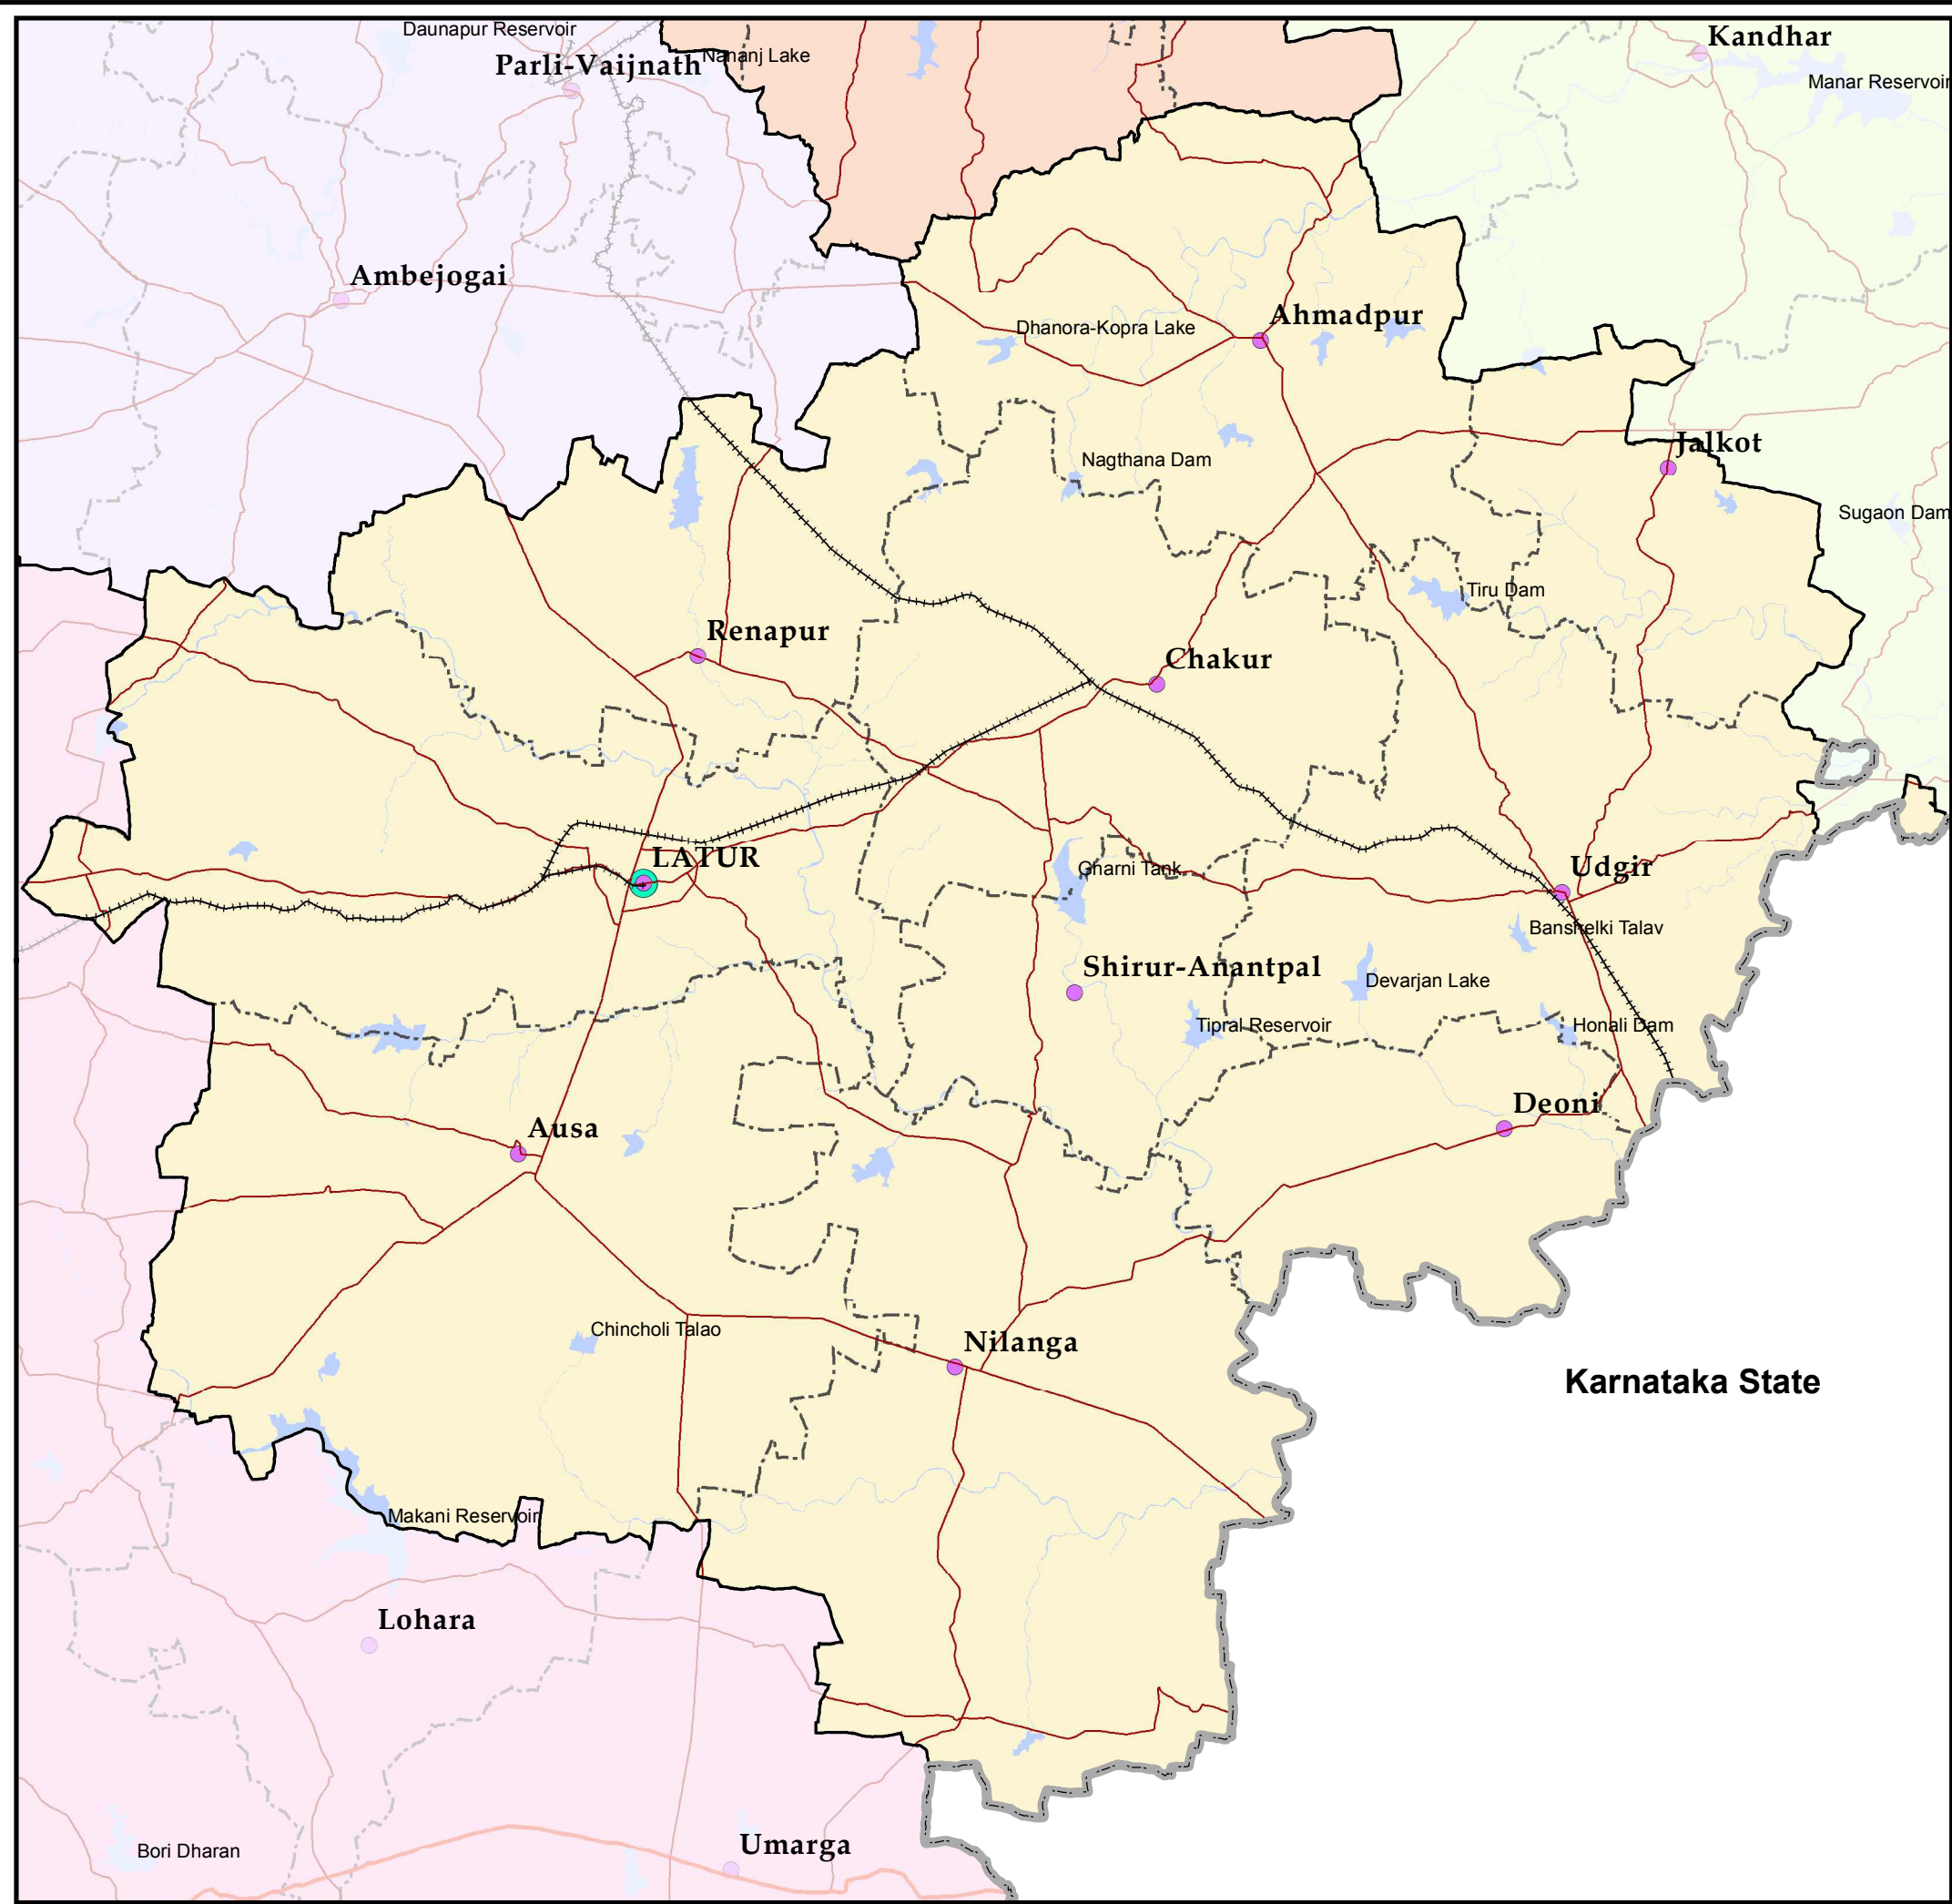 Daunapur Reservoir
Kandhar
Parli-Vaijnath
Nananj Lake
Manar Reservoir
Ambejogai
Ahmadpur
Dhanora-Kopra Lake
Jalkot
Nagthana Dam
Sugaon Dam
Tiru Dam
Renapur
Chakur
LATUR
Gharni Tank
Udgir
Banshelki Talav
Shirur-Anantpal
Devarjan Lake
Tipral Reservoir
Honali Dam
Deoni
Ausa
Chincholi Talao
Nilanga
Karnataka State
Makani Reservoir
Lohara
Umarga
Bori Dharan